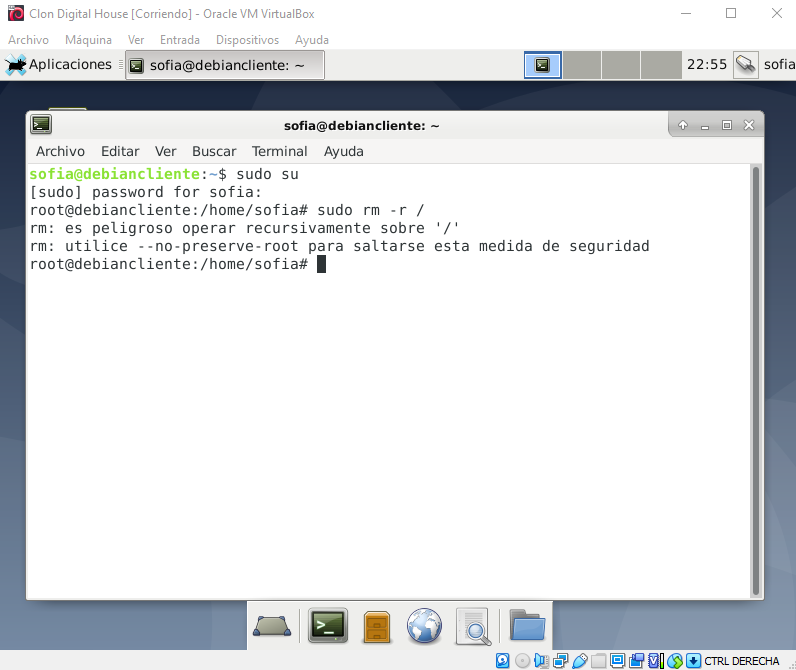 Clon Digital House [Corriendo] - Oracle VM VirtualBox
Archivo Máquina Ver Entrada Dispositivos Ayuda
Aplicaciones sofia@debiancliente: ~ 22:55 sofia
sofia@debiancliente: ~
Archivo Editar Ver Buscar Terminal Ayuda
sofia@debiancliente:~$ sudo su
[sudo] password for sofia:
root@debiancliente:/home/sofia# sudo rm -r /
rm: es peligroso operar recursivamente sobre '/'
rm: utilice --no-preserve-root para saltarse esta medida de seguridad
root@debiancliente:/home/sofia#
CTRL DERECHA